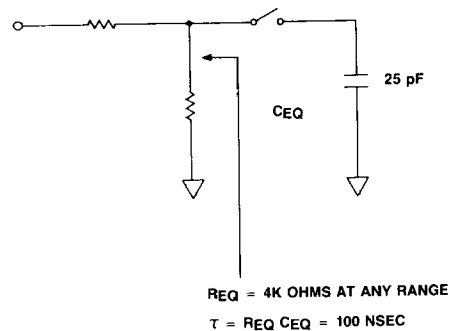 25 pF
CEQ
REQ = 4K OHMS AT ANY RANGE
τ = REQ CEQ = 100 NSEC